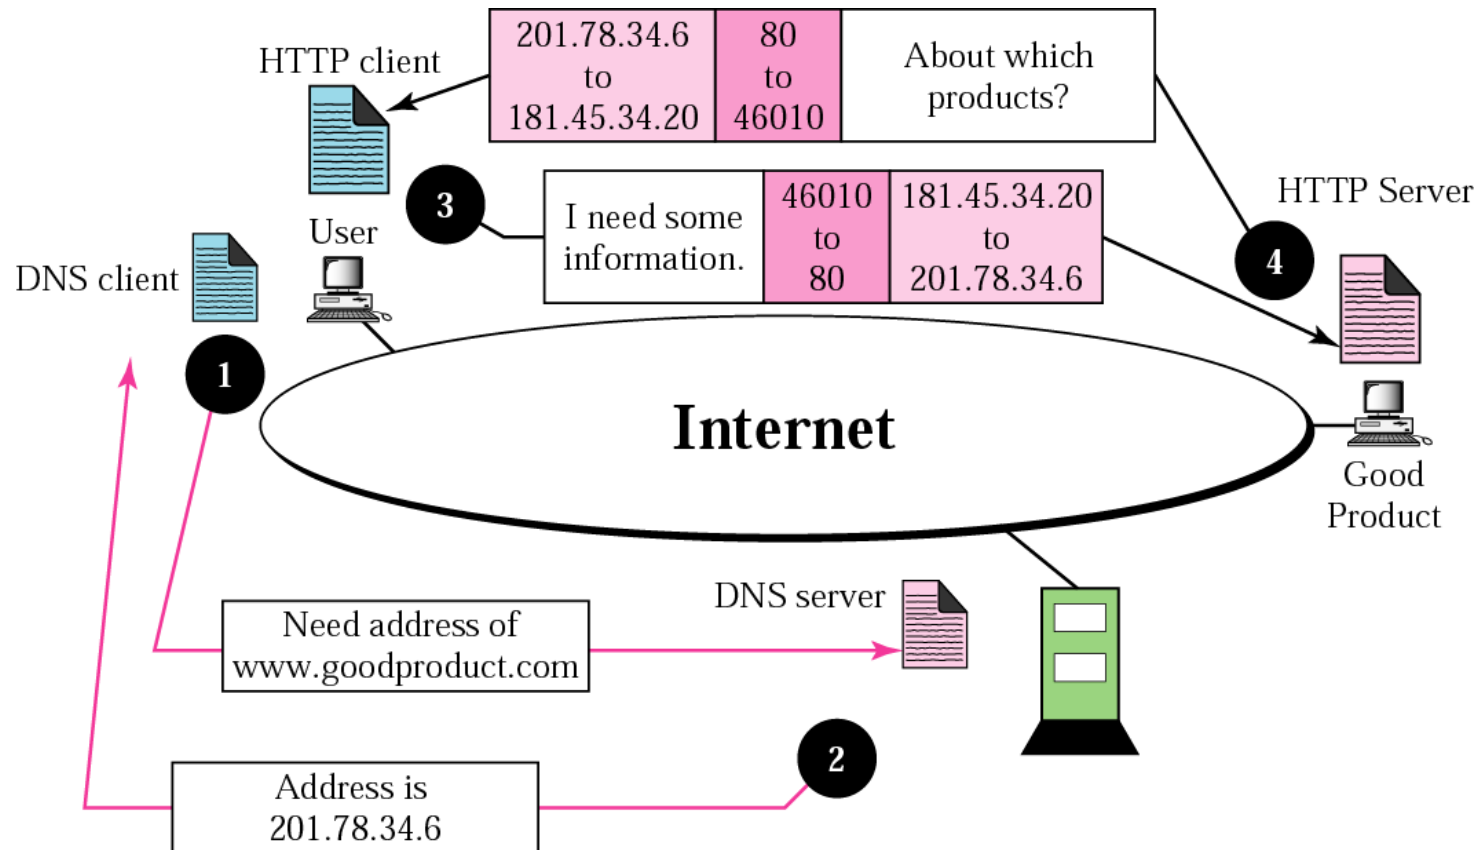 HTTP client
201.78.34.6
to
181.45.34.20
80
to
46010
About which
products?
3
I need some
information.
46010
to
80
181.45.34.20
to
201.78.34.6
HTTP Server
4
User
DNS client
1
Internet
Good
Product
DNS server
Need address of
www.goodproduct.com
2
Address is
201.78.34.6